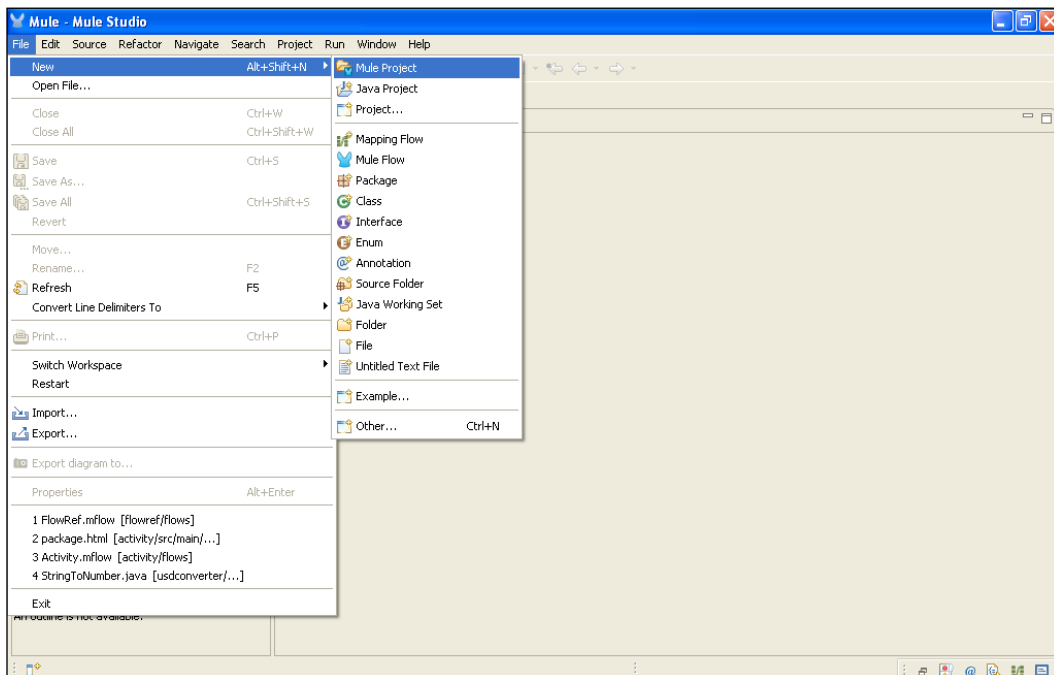 Mule - Mule Studio
File Edit Source Refactor Navigate Search Project Run Window Help
New Alt+Shift+N
Open File...
Close Ctrl+W
Close All Ctrl+Shift+W
Save Ctrl+S
Save As...
Save All Ctrl+Shift+S
Revert
Move...
Rename... F2
Refresh F5
Convert Line Delimiters To
Print... Ctrl+P
Switch Workspace
Restart
Import...
Export...
Export diagram to...
Properties Alt+Enter
1 FlowRef.mflow [flowref/flows]
2 package.html [activity/src/main/...]
3 Activity.mflow [activity/flows]
4 StringToNumber.java [usdconverter/...]
Exit
An outline is not available.
Mule Project
Java Project
Project...
Mapping Flow
Mule Flow
Package
Class
Interface
Enum
Annotation
Source Folder
Java Working Set
Folder
File
Untitled Text File
Example...
Other... Ctrl+N